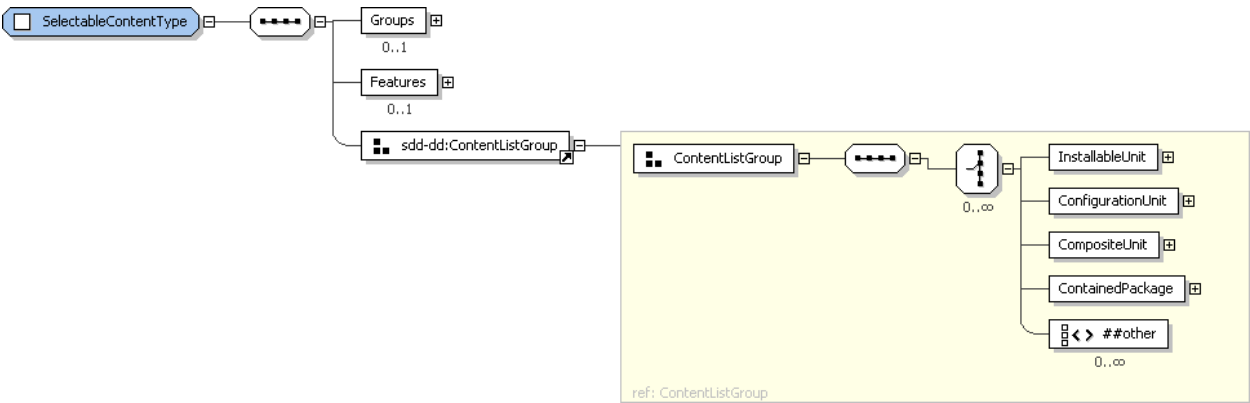 SelectableContentType
Groups
0..1
Features
0..1
sdd-dd:ContentListGroup
ContentListGroup
0..∞
InstallableUnit
ConfigurationUnit
CompositeUnit
ContainedPackage
##other
0..∞
ref: ContentListGroup